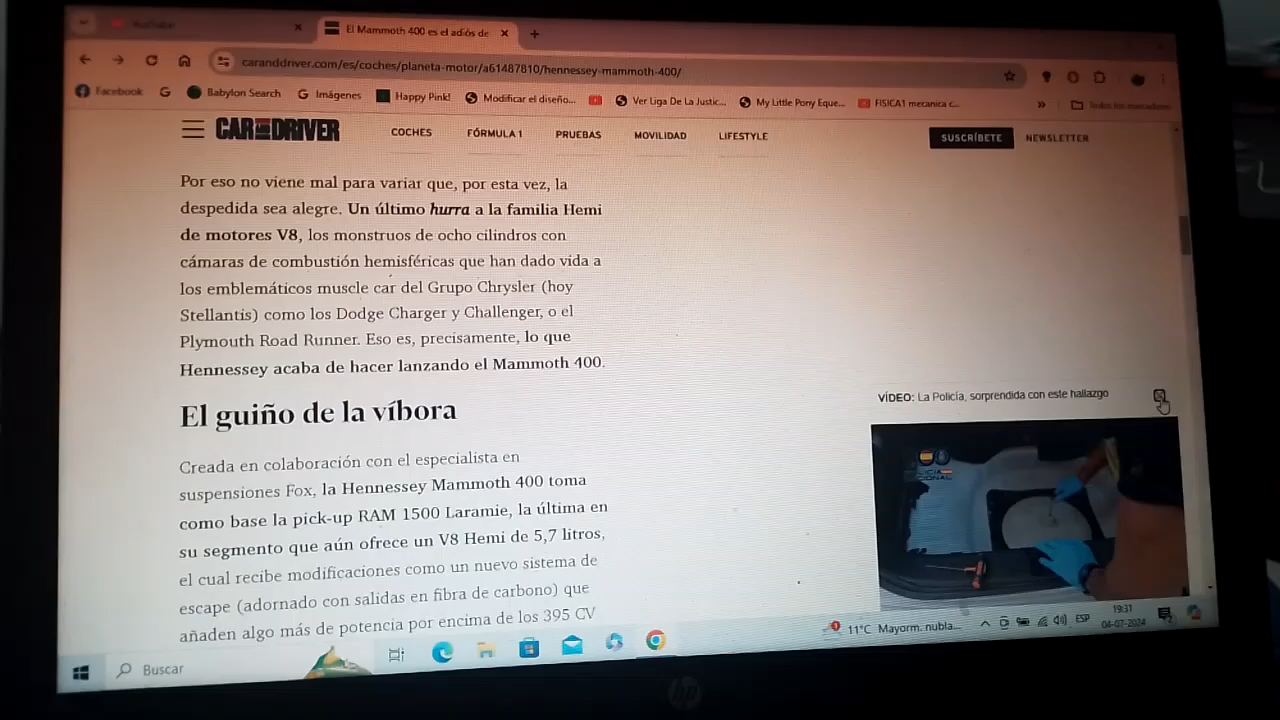 YouTube
El Mammoth 400 es el adiós de
caranddriver.com/es/coches/planeta-motor/a61487810/hennessey-mammoth-400/
Facebook
Babylon Search
Imágenes
Happy Pink!
Modificar el diseño...
Ver Liga De La Justic...
My Little Pony Eque...
FISICA1 mecanica c...
»
Todos los marcadores
CAR AND DRIVER
COCHES
FÓRMULA 1
PRUEBAS
MOVILIDAD
LIFESTYLE
SUSCRÍBETE
NEWSLETTER
Por eso no viene mal para variar que, por esta vez, la
despedida sea alegre. Un último hurra a la familia Hemi
de motores V8, los monstruos de ocho cilindros con
cámaras de combustión hemisféricas que han dado vida a
los emblemáticos muscle car del Grupo Chrysler (hoy
Stellantis) como los Dodge Charger y Challenger, o el
Plymouth Road Runner. Eso es, precisamente, lo que
Hennessey acaba de hacer lanzando el Mammoth 400.
El guiño de la víbora
Creada en colaboración con el especialista en
suspensiones Fox, la Hennessey Mammoth 400 toma
como base la pick-up RAM 1500 Laramie, la última en
su segmento que aún ofrece un V8 Hemi de 5,7 litros,
el cual recibe modificaciones como un nuevo sistema de
escape (adornado con salidas en fibra de carbono) que
añaden algo más de potencia por encima de los 395 CV
VÍDEO: La Policía, sorprendida con este hallazgo
Buscar
11°C Mayorm. nubla...
ESP
19:31
04-07-2024
hp